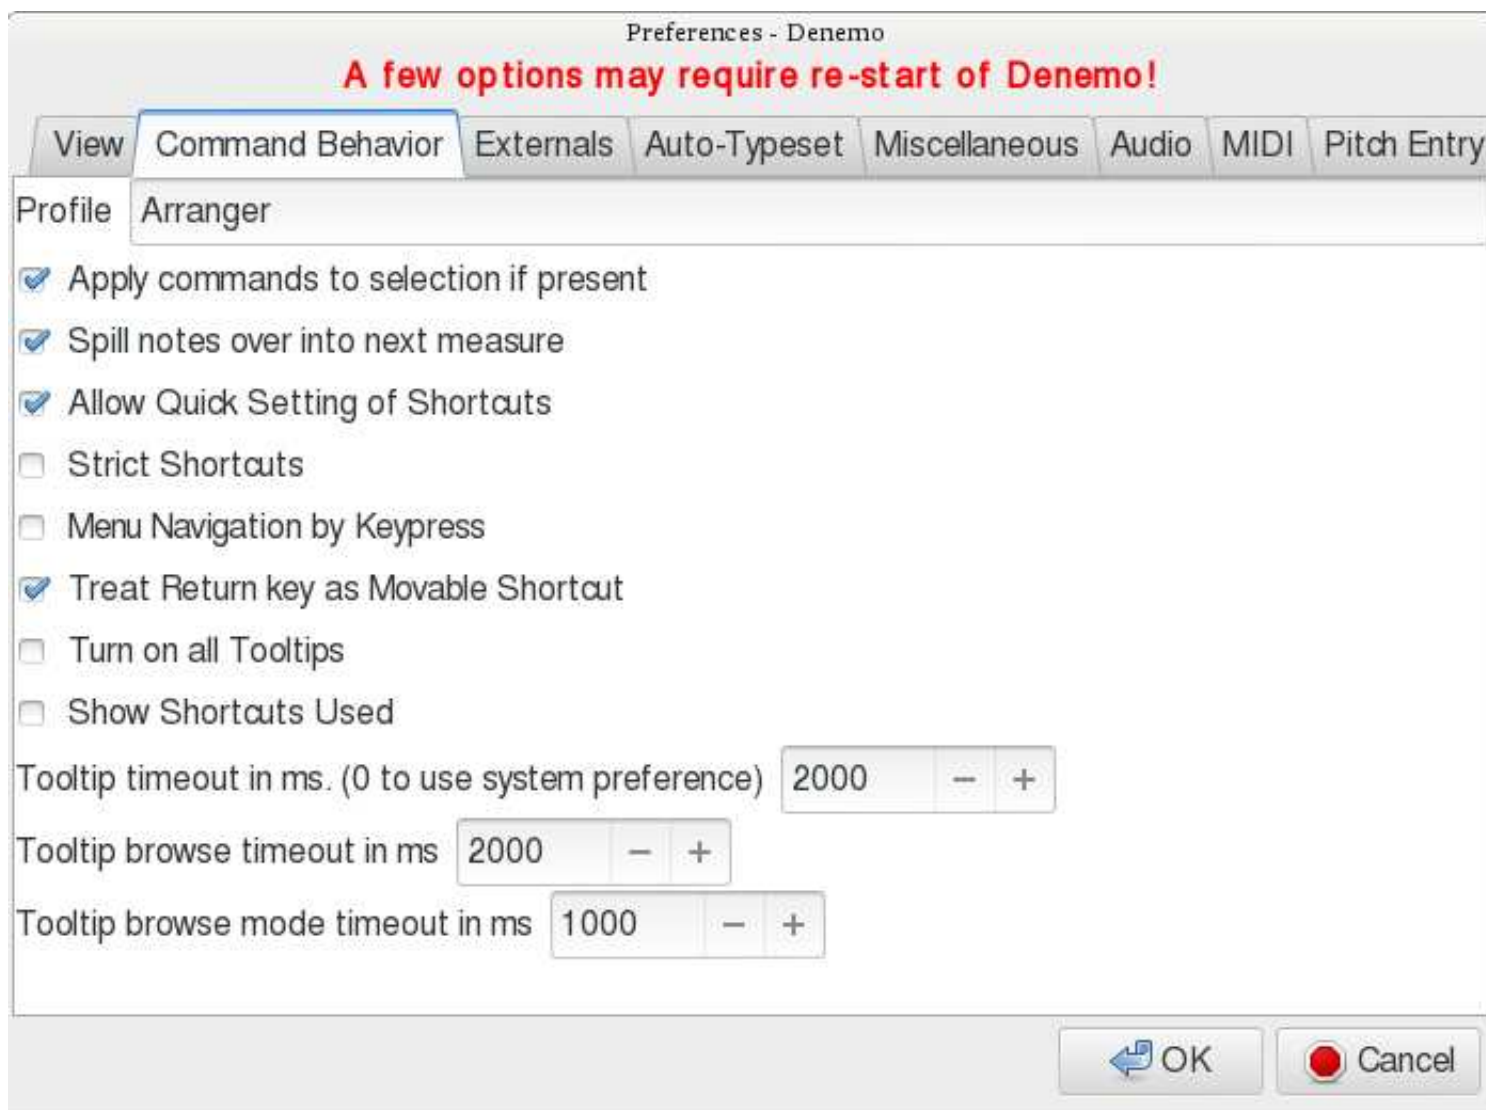 Preferences - Denemo
A few options may require re-start of Denemo!
View Command Behavior Externals Auto-Typeset Miscellaneous Audio MIDI Pitch Entry
Profile Arranger
Apply commands to selection if present
Spill notes over into next measure
Allow Quick Setting of Shortcuts
Strict Shortcuts
Menu Navigation by Keypress
Treat Return key as Movable Shortcut
Turn on all Tooltips
Show Shortcuts Used
Tooltip timeout in ms. (0 to use system preference) 2000 − +
Tooltip browse timeout in ms 2000 − +
Tooltip browse mode timeout in ms 1000 − +
OK Cancel